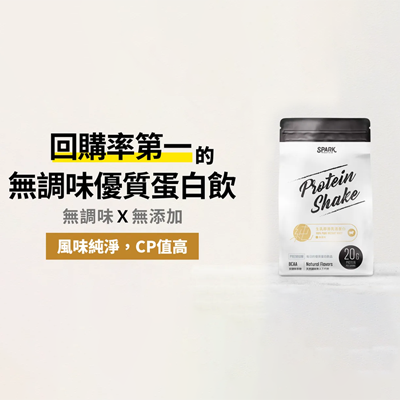 回購率第一的
無調味優質蛋白飲
無調味 X 無添加
風味純淨，CP值高
SPARK
Protein
Shake
20g
BCAA
Natural Flavors